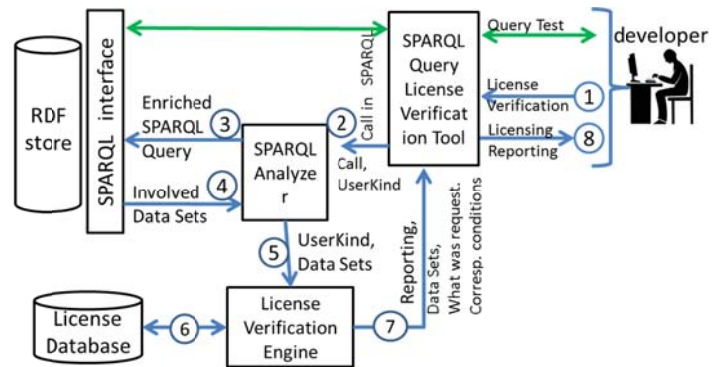 Query Test
developer
SPARQL
Query
License
Verificat
ion Tool
SPARQL interface
RDF
store
Call in SPARQL
Enriched
SPARQL
Query
3
2
License
Verification
1
Licensing
Reporting
8
SPARQL
Analyze
r
Call,
UserKind
Involved
Data Sets
4
5
UserKind,
Data Sets
Reporting,
Data Sets,
What was request.
Corresp. conditions
License
Database
6
License
Verification
Engine
7